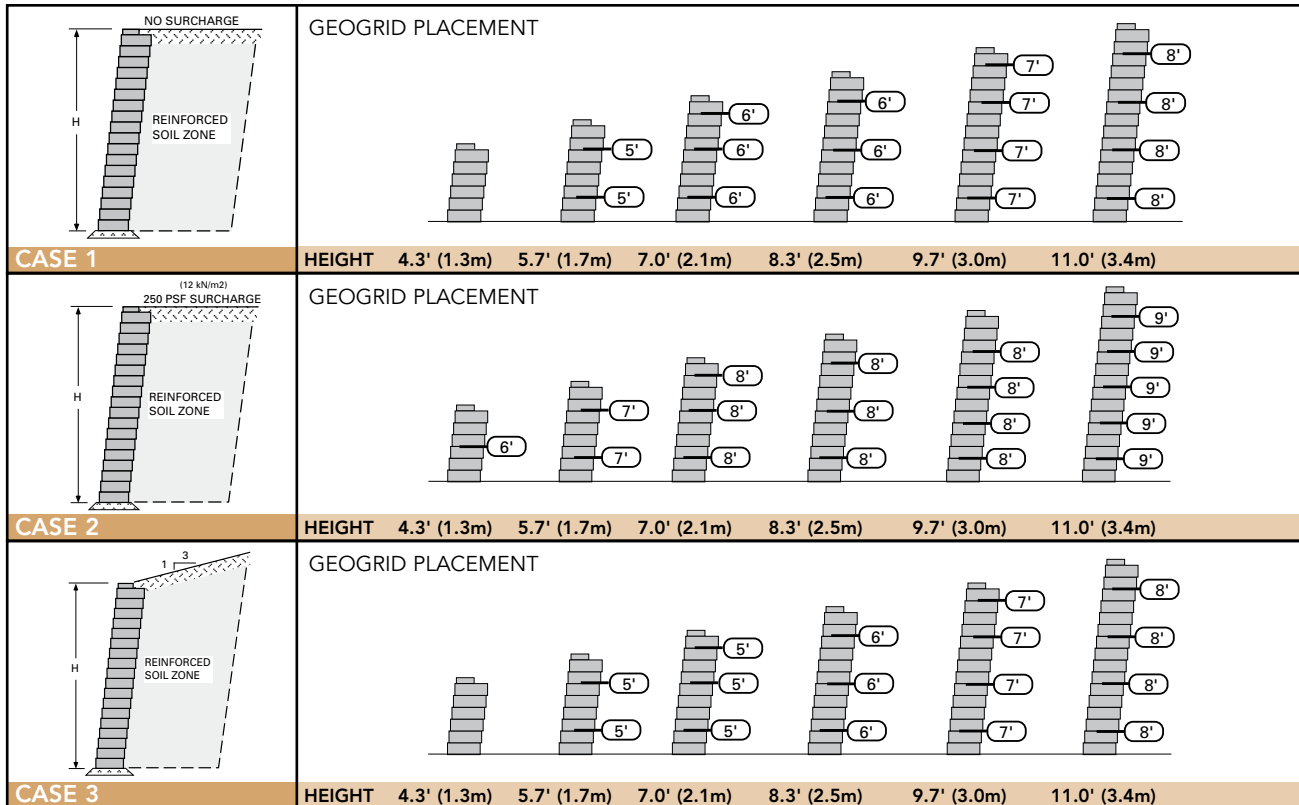 NO SURCHARGE
H
REINFORCED
SOIL ZONE
CASE 1
GEOGRID PLACEMENT
5'
5'
6'
6'
6'
6'
6'
6'
7'
7'
7'
7'
8'
8'
8'
8'
HEIGHT 4.3' (1.3m) 5.7' (1.7m) 7.0' (2.1m) 8.3' (2.5m) 9.7' (3.0m) 11.0' (3.4m)
(12 kN/m2)
250 PSF SURCHARGE
H
REINFORCED
SOIL ZONE
CASE 2
GEOGRID PLACEMENT
6'
7'
7'
8'
8'
8'
8'
8'
8'
8'
8'
8'
8'
9'
9'
9'
9'
9'
HEIGHT 4.3' (1.3m) 5.7' (1.7m) 7.0' (2.1m) 8.3' (2.5m) 9.7' (3.0m) 11.0' (3.4m)
3
1
H
REINFORCED
SOIL ZONE
CASE 3
GEOGRID PLACEMENT
5'
5'
5'
5'
5'
6'
6'
6'
7'
7'
7'
7'
8'
8'
8'
8'
HEIGHT 4.3' (1.3m) 5.7' (1.7m) 7.0' (2.1m) 8.3' (2.5m) 9.7' (3.0m) 11.0' (3.4m)